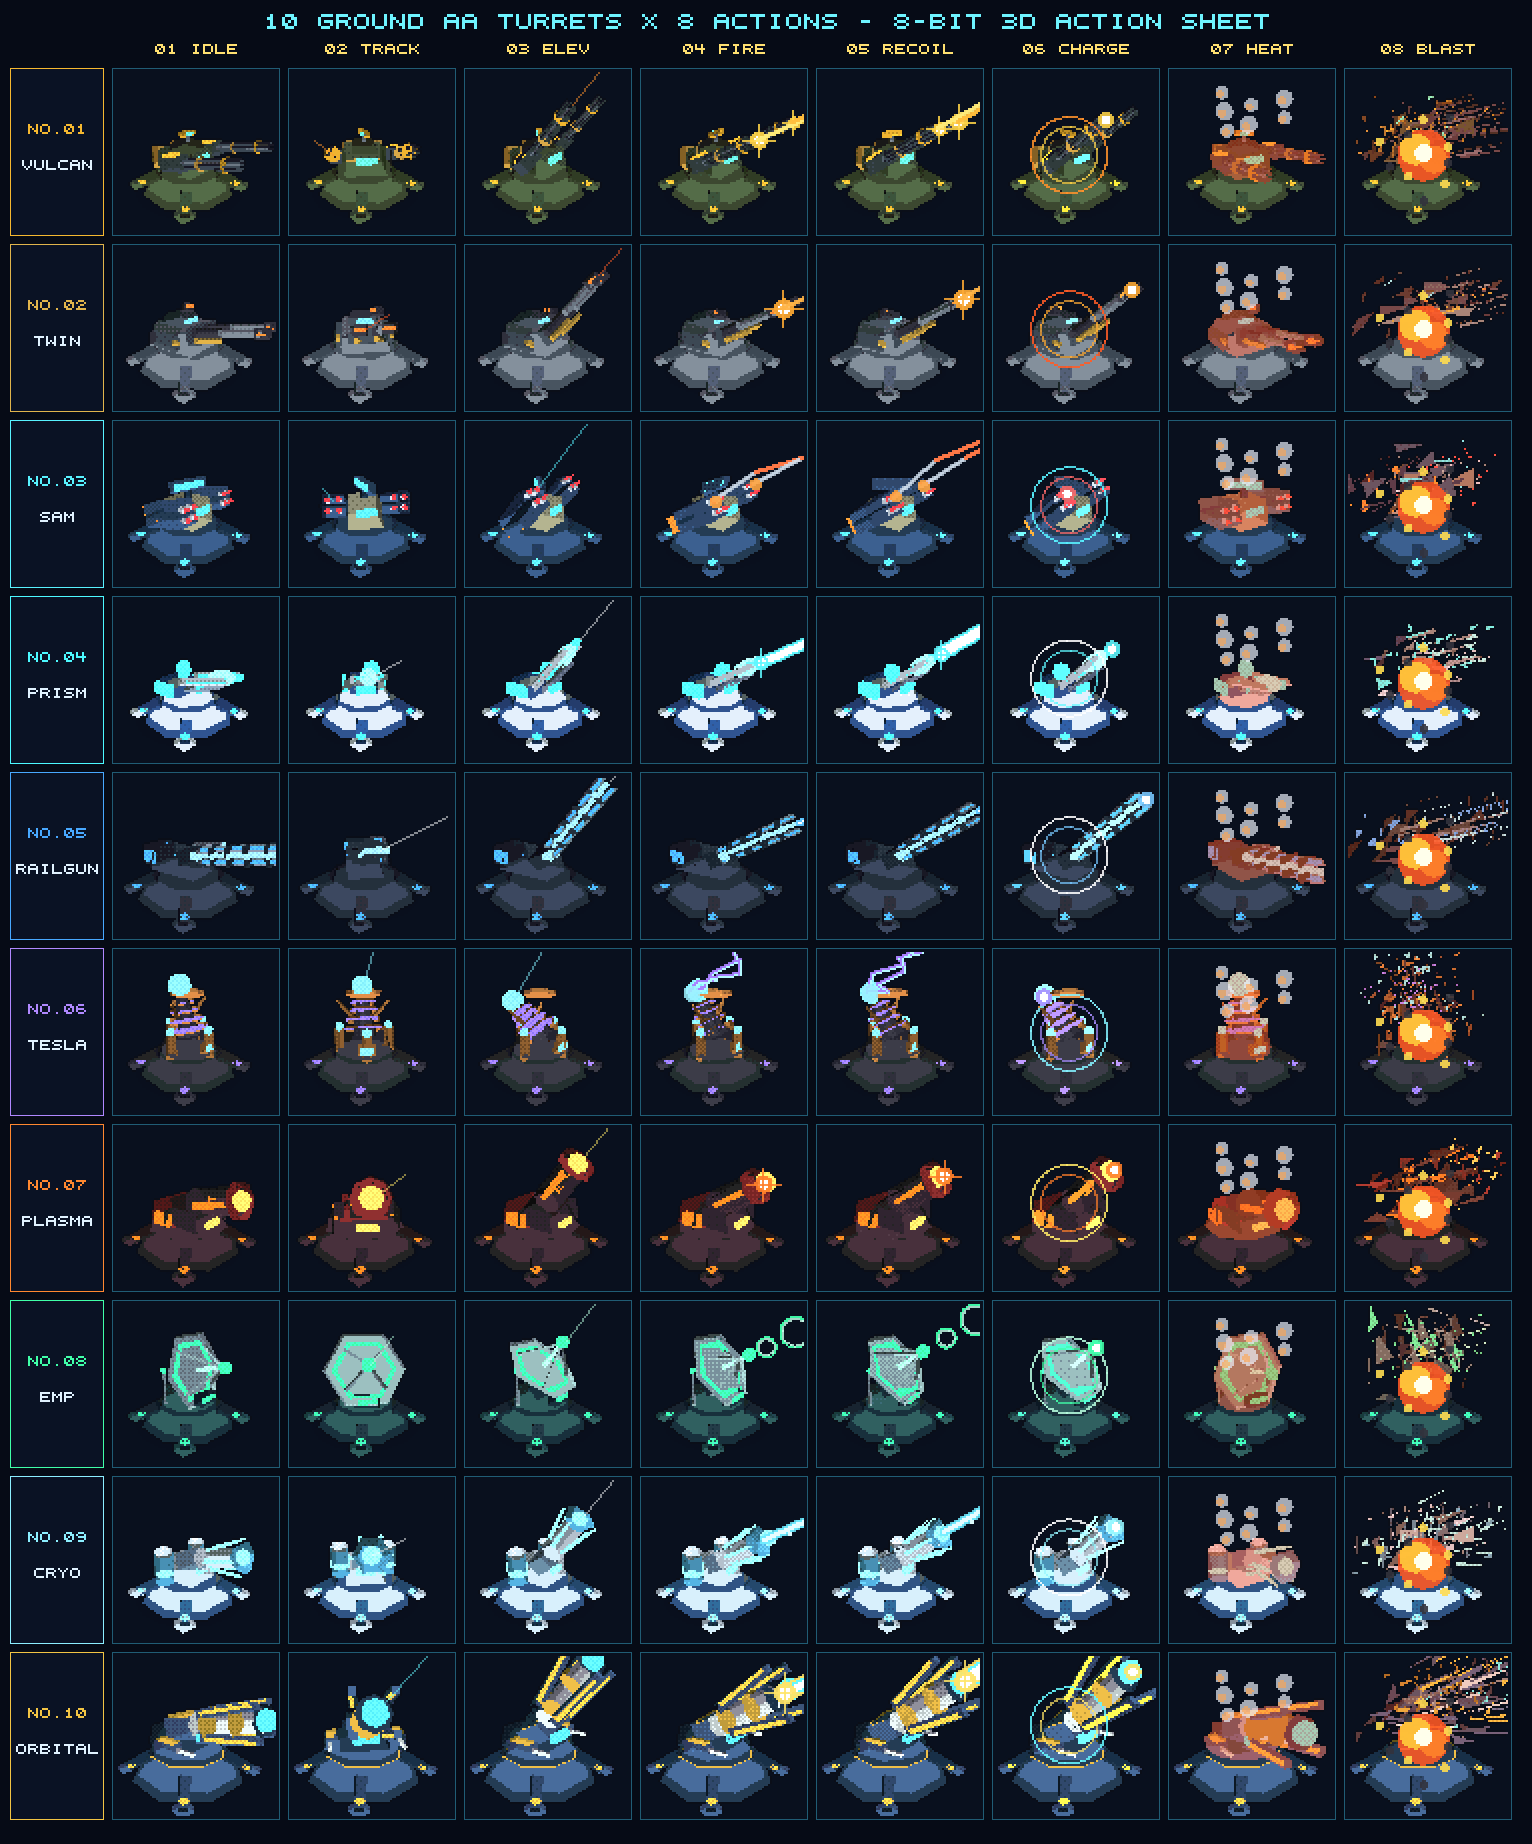 10 GROUND AA TURRETS X 8 ACTIONS - 8-BIT 3D ACTION SHEET
01 IDLE 02 TRACK 03 ELEV 04 FIRE 05 RECOIL 06 CHARGE 07 HEAT 08 BLAST
NO.01
VULCAN
NO.02
TWIN
NO.03
SAM
NO.04
PRISM
NO.05
RAILGUN
NO.06
TESLA
NO.07
PLASMA
NO.08
EMP
NO.09
CRYO
NO.10
ORBITAL